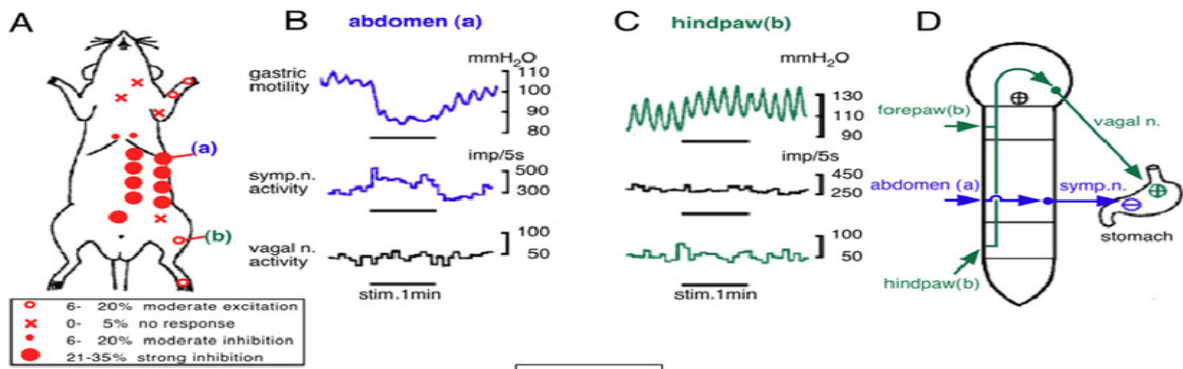 A
(a)
(b)
6- 20% moderate excitation
0- 5% no response
6- 20% moderate inhibition
21-35% strong inhibition
B
abdomen (a)
mmH2O
gastric
motility
110
100
90
80
imp/5s
symp.n.
activity
500
300
vagal n.
activity
100
50
stim.1min
C
hindpaw(b)
mmH2O
130
110
90
imp/5s
450
250
100
50
stim.1min
D
forepaw(b)
vagal n.
abdomen (a)
symp.n.
stomach
hindpaw(b)